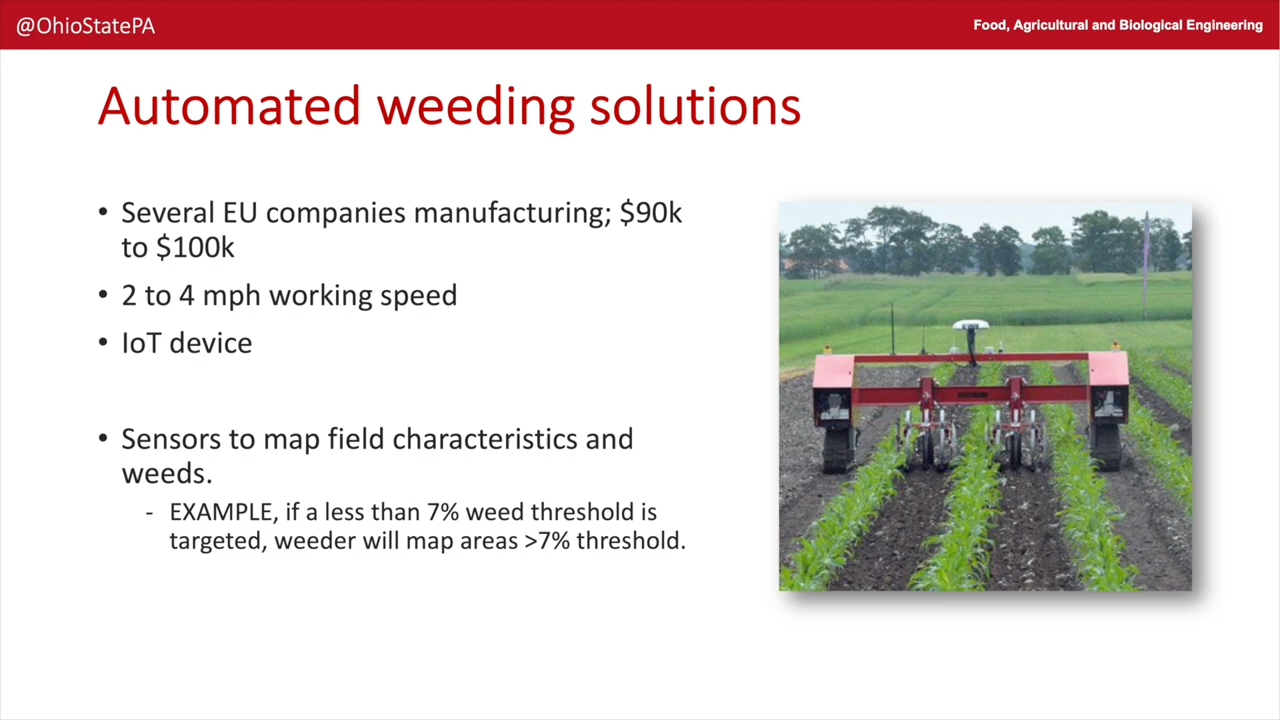 @OhioStatePA
Food, Agricultural and Biological Engineering
Automated weeding solutions
• Several EU companies manufacturing; $90k
to $100k
• 2 to 4 mph working speed
• IoT device
• Sensors to map field characteristics and
weeds.
- EXAMPLE, if a less than 7% weed threshold is
targeted, weeder will map areas >7% threshold.